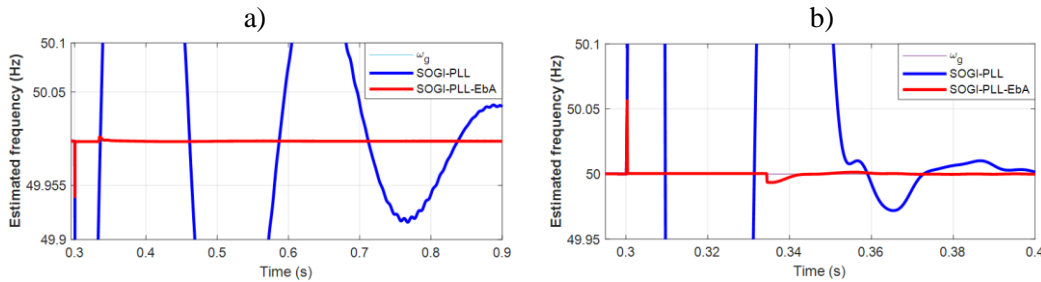 a)
b)
Estimated frequency (Hz)
50.1
50.05
49.955
49.9
ω_g
SOGI-PLL
SOGI-PLL-EbA
0.3 0.4 0.5 0.6 0.7 0.8 0.9
Time (s)
Estimated frequency (Hz)
50.1
50.05
50
49.95
ω_g
SOGI-PLL
SOGI-PLL-EbA
0.3 0.32 0.34 0.36 0.38 0.4
Time (s)